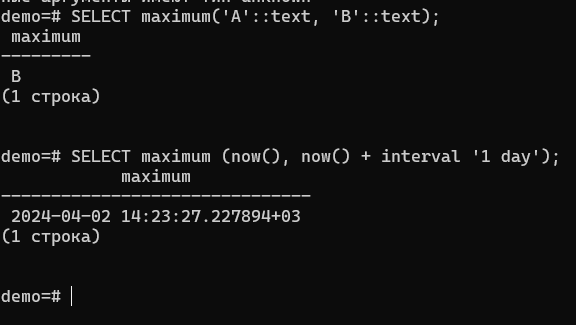 demo=# SELECT maximum('A'::text, 'B'::text);
 maximum
---------
 B
(1 строка)
demo=# SELECT maximum (now(), now() + interval '1 day');
            maximum
-------------------------------
 2024-04-02 14:23:27.227894+03
(1 строка)
demo=#